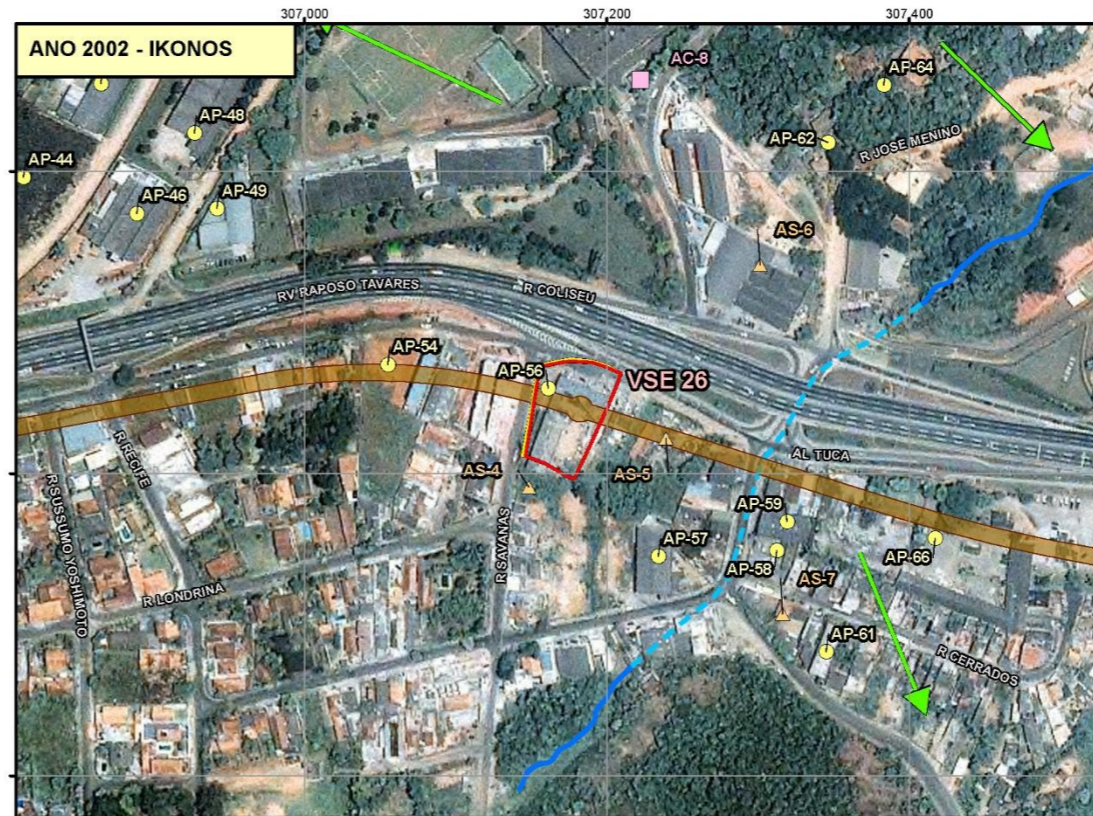 307,000
307,200
307,400
ANO 2002 - IKONOS
AC-8
AP-64
AP-48
AP-62
R JOSE MENINO
AP-44
AP-46
AP-49
AS-6
RV RAPOSO TAVARES
R COLISEU
AP-54
AP-56
VSE 26
R RECIFE
AS-4
AS-5
AL TUCA
R SUSSUMO YOSHIMOTO
AP-59
R SAVANAS
AP-57
AP-66
AP-58
AS-7
R LONDRINA
AP-61
R CERRADOS